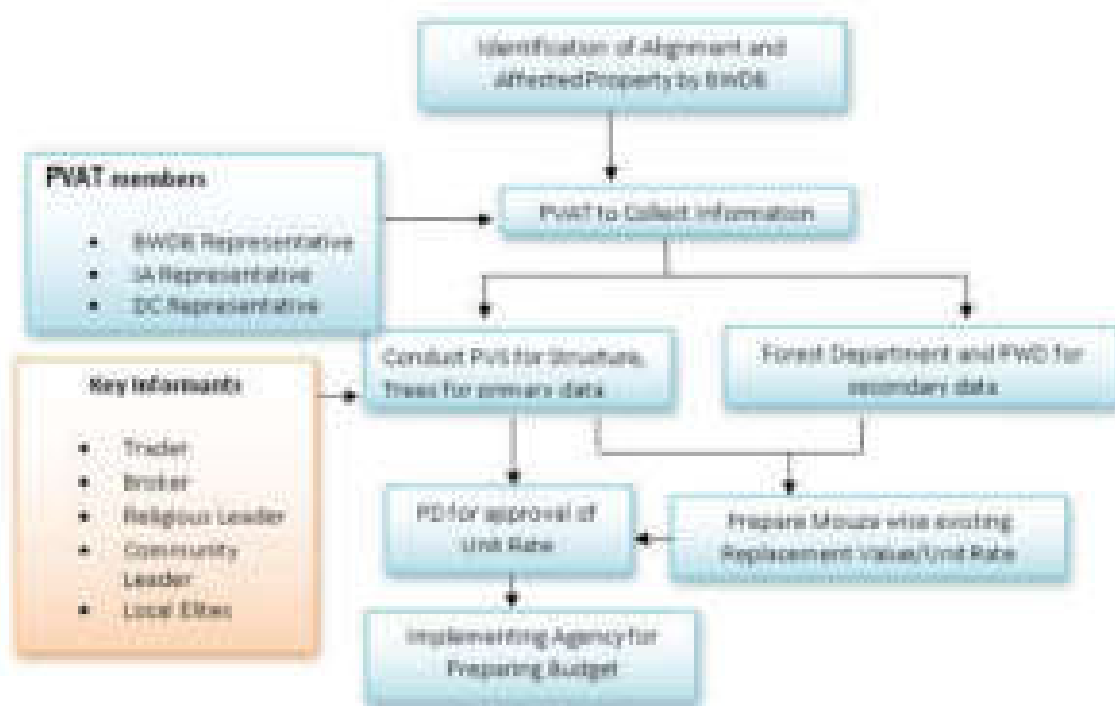 Identification of Alignment and
Affected Property by BWDB
PVAT members
• BWDB Representative
• IA Representative
• DC Representative
PVAT to Collect Information
Conduct PVS for Structure,
Trees for primary data
Forest Department and PWD for
secondary data
Key Informants
• Trader
• Broker
• Religious Leader
• Community
Leader
• Local Elites
PD for approval of
Unit Rate
Prepare Mouza wise existing
Replacement Value/Unit Rate
Implementing Agency for
Preparing Budget